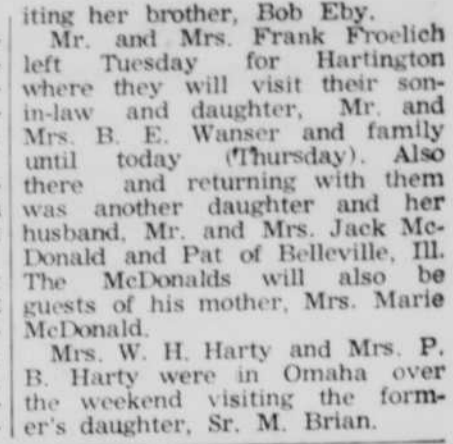 iting her brother, Bob Eby.
Mr. and Mrs. Frank Froelich
left Tuesday for Hartington
where they will visit their son-
in-law and daughter, Mr. and
Mrs. B. E. Wanser and family
until today (Thursday). Also
there and returning with them
was another daughter and her
husband, Mr. and Mrs. Jack Mc-
Donald and Pat of Belleville, Ill.
The McDonalds will also be
guests of his mother, Mrs. Marie
McDonald.
Mrs. W. H. Harty and Mrs. P.
B. Harty were in Omaha over
the weekend visiting the form-
er's daughter, Sr. M. Brian.